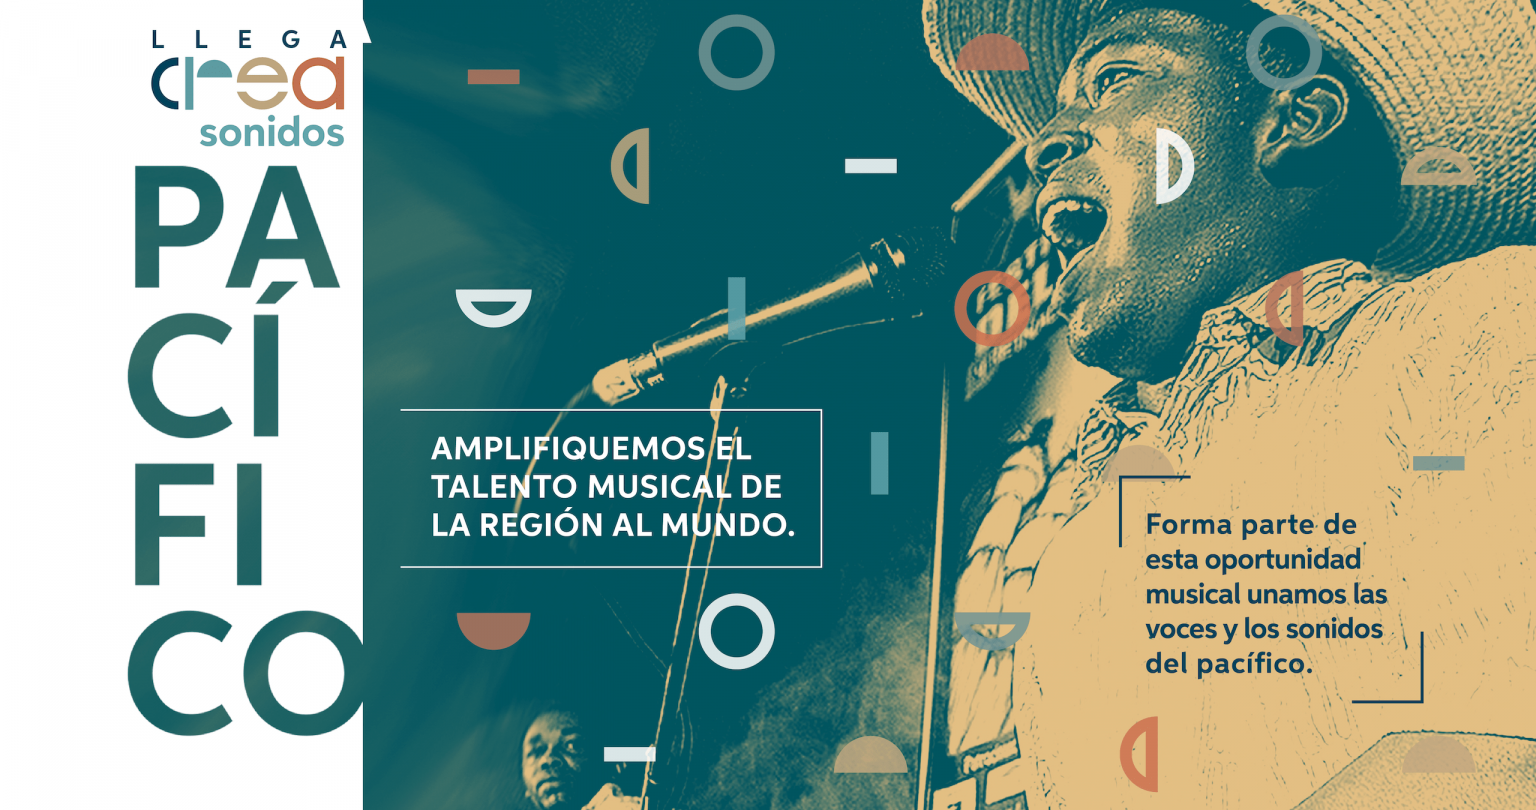 LLEGA
crea
sonidos
PA
CÍ
FI
CO
AMPLIFIQUEMOS EL
TALENTO MUSICAL DE
LA REGIÓN AL MUNDO.
Forma parte de
esta oportunidad
musical unamos las
voces y los sonidos
del pacífico.